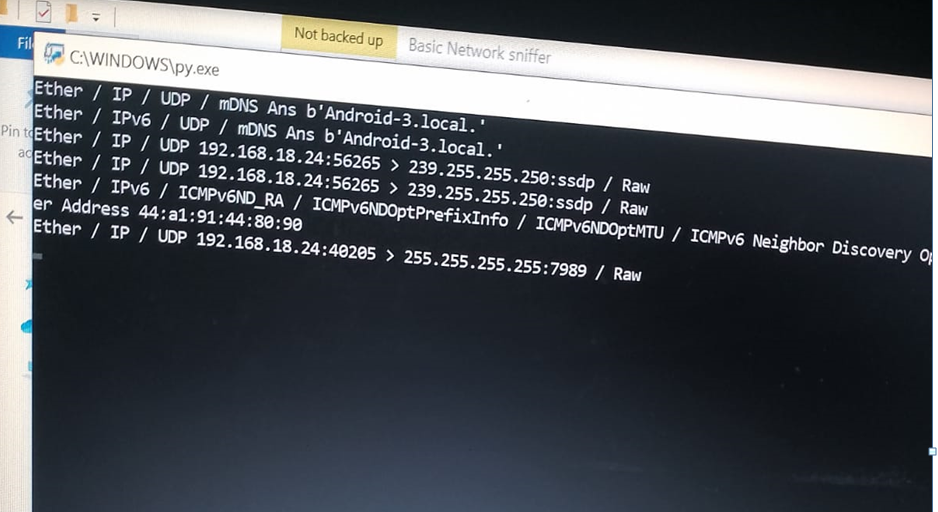 Not backed up
Basic Network sniffer
C:\WINDOWS\py.exe
Ether / IP / UDP / mDNS Ans b'Android-3.local.'
Ether / IPv6 / UDP / mDNS Ans b'Android-3.local.'
Ether / IP / UDP 192.168.18.24:56265 > 239.255.255.250:ssdp / Raw
Ether / IP / UDP 192.168.18.24:56265 > 239.255.255.250:ssdp / Raw
Ether / IPv6 / ICMPv6ND_RA / ICMPv6NDOptPrefixInfo / ICMPv6NDOptMTU / ICMPv6 Neighbor Discovery Op
er Address 44:a1:91:44:80:90
Ether / IP / UDP 192.168.18.24:40205 > 255.255.255.255:7989 / Raw
Fil
Pin to
ac